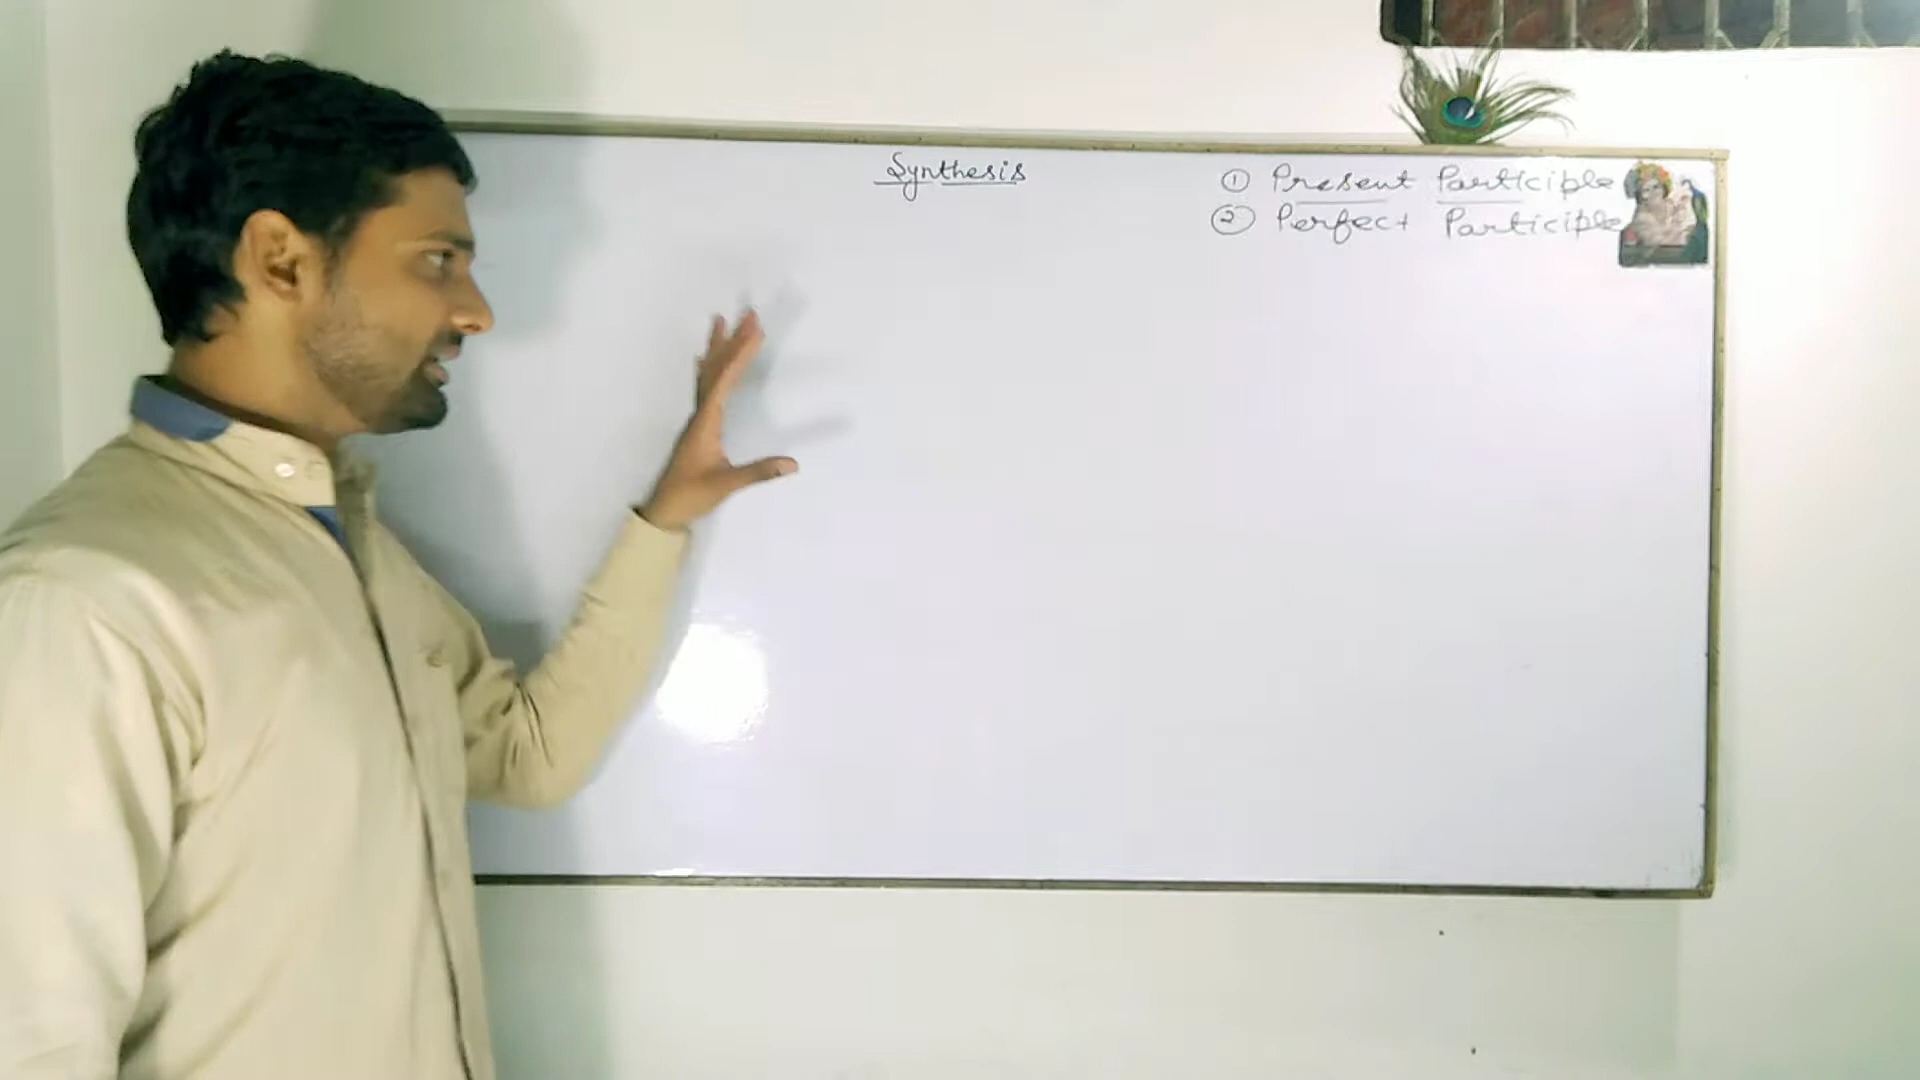 Synthesis
① Present Participle
② Perfect Participle